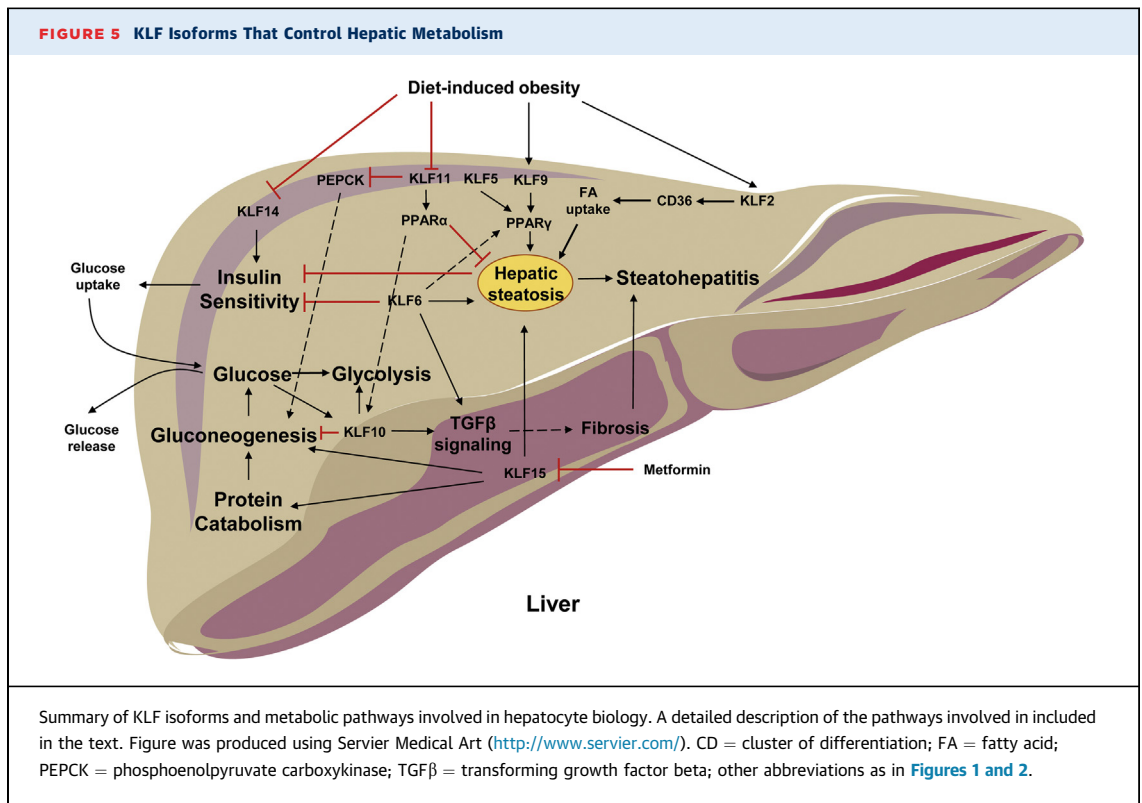 FIGURE 5 KLF Isoforms That Control Hepatic Metabolism
Diet-induced obesity
PEPCK
KLF11
KLF5
KLF9
FA
uptake
CD36
KLF2
KLF14
PPARα
PPARγ
Glucose
uptake
Insulin
Sensitivity
Hepatic
steatosis
Steatohepatitis
KLF6
Glucose
Glycolysis
Glucose
release
Gluconeogenesis
KLF10
TGFβ
signaling
Fibrosis
KLF15
Metformin
Protein
Catabolism
Liver
Summary of KLF isoforms and metabolic pathways involved in hepatocyte biology. A detailed description of the pathways involved in included
in the text. Figure was produced using Servier Medical Art (http://www.servier.com/). CD = cluster of differentiation; FA = fatty acid;
PEPCK = phosphoenolpyruvate carboxykinase; TGFβ = transforming growth factor beta; other abbreviations as in Figures 1 and 2.